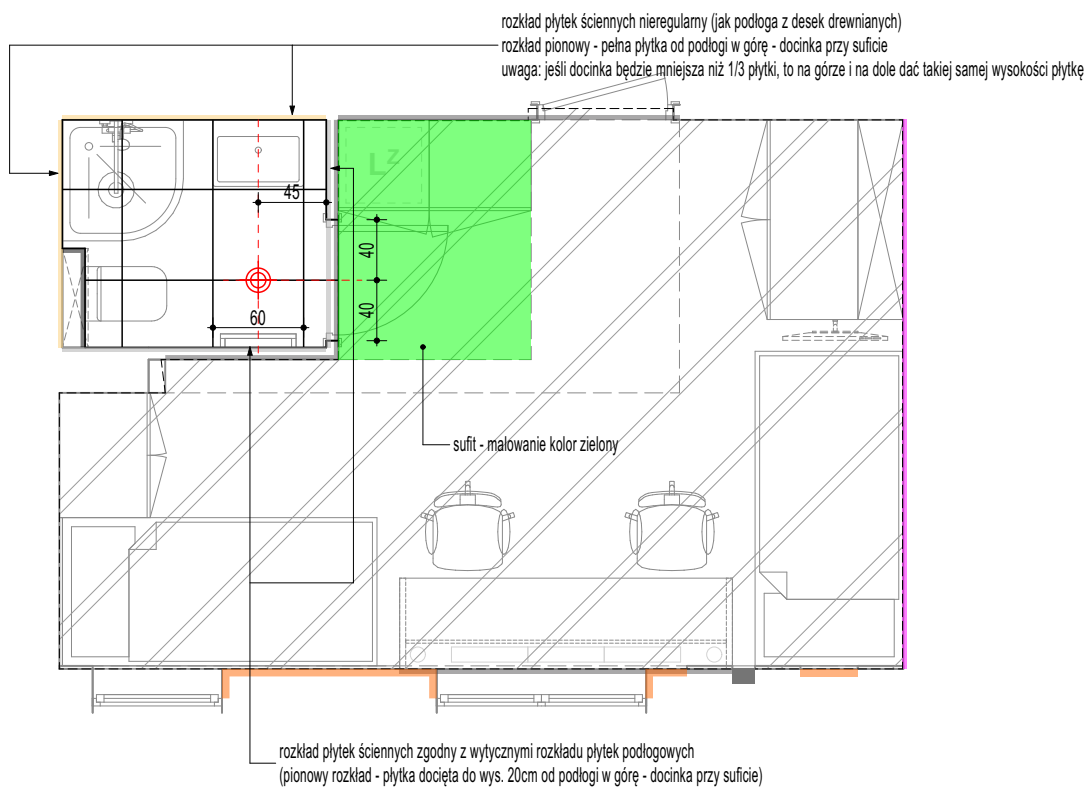 rozkład płytek ściennych nieregularny (jak podłoga z desek drewnianych)
rozkład pionowy - pełna płytka od podłogi w górę - docinka przy suficie
uwaga: jeśli docinka będzie mniejsza niż 1/3 płytki, to na górze i na dole dać takiej samej wysokości płytkę
LZ
45
40
40
60
sufit - malowanie kolor zielony
rozkład płytek ściennych zgodny z wytycznymi rozkładu płytek podłogowych
(pionowy rozkład - płytka docięta do wys. 20cm od podłogi w górę - docinka przy suficie)